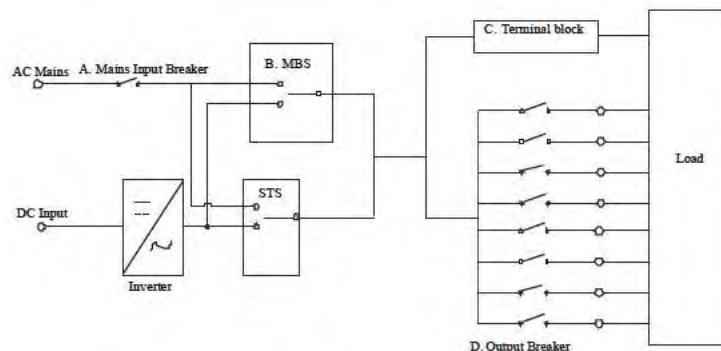 C. Terminal block
B. MBS
A. Mains Input Breaker
AC Mains
Load
STS
DC Input
Inverter
D. Output Breaker